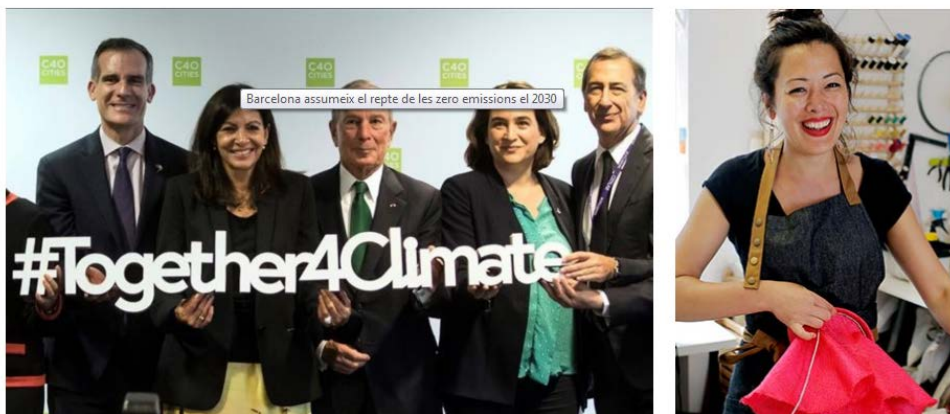 C40
CITIES
C40
CITIES
C40
CITIES
C40
CITIES
Barcelona assumeix el repte de les zero emissions el 2030
C40
#Together4Climate